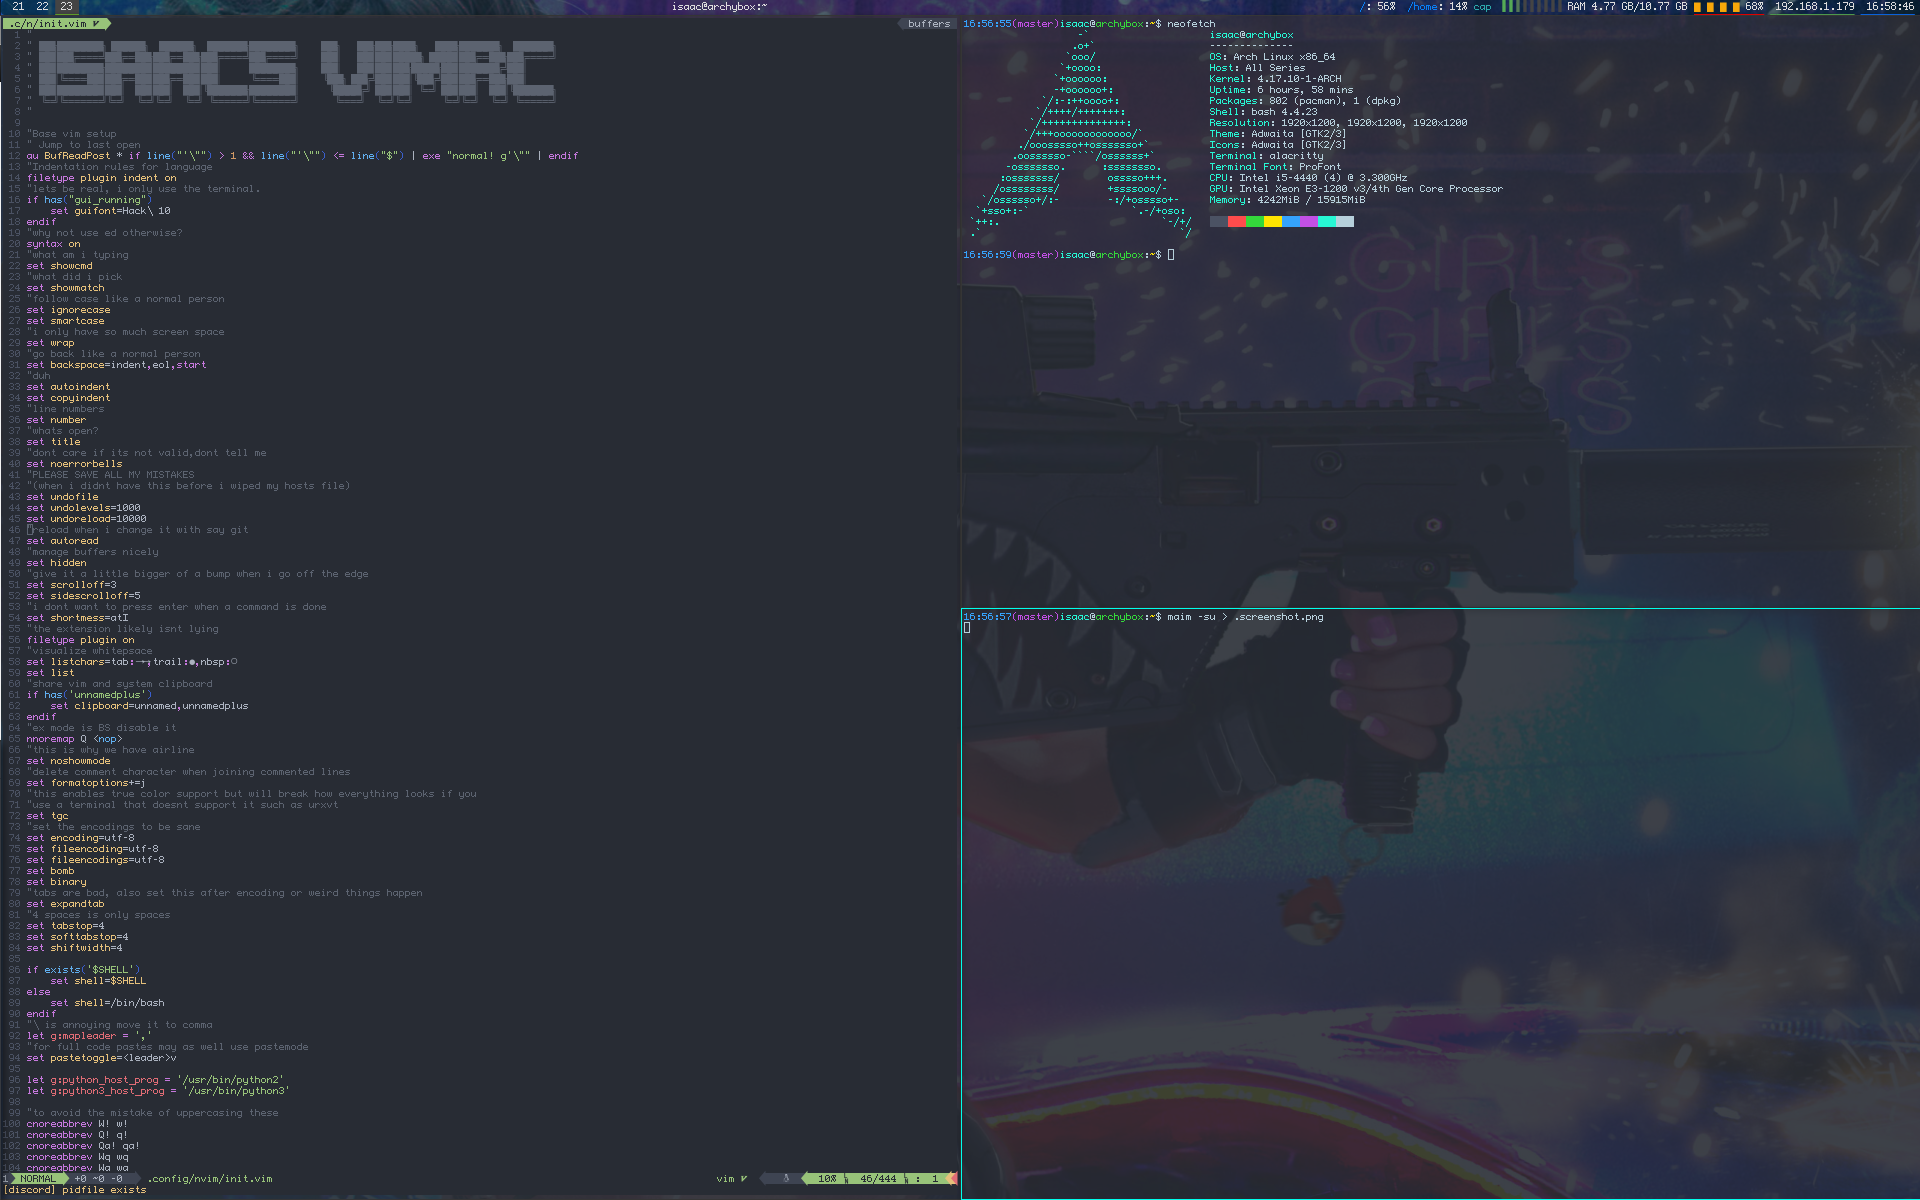 21 22 23
isaac@archybox:~
/: 56% /home: 14% cap RAM 4.77 GB/10.77 GB 68% 192.168.1.179 16:58:46
.c/n/init.vim
buffers
1 "
2 "
3 "
4 "
5 "
6 "
7 "
8 "
9
10 "Base vim setup
11 " Jump to last open
12 au BufReadPost * if line("'\"") > 1 && line("'\"") <= line("$") | exe "normal! g'\"" | endif
13 "Indentation rules for language
14 filetype plugin indent on
15 "lets be real, i only use the terminal.
16 if has("gui_running")
17     set guifont=Hack\ 10
18 endif
19 "why not use ed otherwise?
20 syntax on
21 "what am i typing
22 set showcmd
23 "what did i pick
24 set showmatch
25 "follow case like a normal person
26 set ignorecase
27 set smartcase
28 "i only have so much screen space
29 set wrap
30 "go back like a normal person
31 set backspace=indent,eol,start
32 "duh
33 set autoindent
34 set copyindent
35 "line numbers
36 set number
37 "whats open?
38 set title
39 "dont care if its not valid,dont tell me
40 set noerrorbells
41 "PLEASE SAVE ALL MY MISTAKES
42 "(when i didnt have this before i wiped my hosts file)
43 set undofile
44 set undolevels=1000
45 set undoreload=10000
46 "reload when i change it with say git
47 set autoread
48 "manage buffers nicely
49 set hidden
50 "give it a little bigger of a bump when i go off the edge
51 set scrolloff=3
52 set sidescrolloff=5
53 "i dont want to press enter when a command is done
54 set shortmess=atI
55 "the extension likely isnt lying
56 filetype plugin on
57 "visualize whitepsace
58 set listchars=tab:→,trail:●,nbsp:○
59 set list
60 "share vim and system clipboard
61 if has('unnamedplus')
62     set clipboard=unnamed,unnamedplus
63 endif
64 "ex mode is BS disable it
65 nnoremap Q <nop>
66 "this is why we have airline
67 set noshowmode
68 "delete comment character when joining commented lines
69 set formatoptions+=j
70 "this enables true color support but will break how everything looks if you
71 "use a terminal that doesnt support it such as urxvt
72 set tgc
73 "set the encodings to be sane
74 set encoding=utf-8
75 set fileencoding=utf-8
76 set fileencodings=utf-8
77 set bomb
78 set binary
79 "tabs are bad, also set this after encoding or weird things happen
80 set expandtab
81 "4 spaces is only spaces
82 set tabstop=4
83 set softtabstop=4
84 set shiftwidth=4
85
86 if exists('$SHELL')
87     set shell=$SHELL
88 else
89     set shell=/bin/bash
90 endif
91 "\ is annoying move it to comma
92 let g:mapleader = ','
93 "for full code pastes may as well use pastemode
94 set pastetoggle=<leader>v
95
96 let g:python_host_prog = '/usr/bin/python2'
97 let g:python3_host_prog = '/usr/bin/python3'
98
99 "to avoid the mistake of uppercasing these
100 cnoreabbrev W! w!
101 cnoreabbrev Q! q!
102 cnoreabbrev Qa! qa!
103 cnoreabbrev Wq wq
104 cnoreabbrev Wa wa
1 NORMAL +0 ~0 -0 .config/nvim/init.vim vim 10% 46/444 : 1
[discord] pidfile exists
16:56:55(master)isaac@archybox:~$ neofetch
isaac@archybox
--------------
OS: Arch Linux x86_64
Host: All Series
Kernel: 4.17.10-1-ARCH
Uptime: 6 hours, 58 mins
Packages: 802 (pacman), 1 (dpkg)
Shell: bash 4.4.23
Resolution: 1920x1200, 1920x1200, 1920x1200
Theme: Adwaita [GTK2/3]
Icons: Adwaita [GTK2/3]
Terminal: alacritty
Terminal Font: ProFont
CPU: Intel i5-4440 (4) @ 3.300GHz
GPU: Intel Xeon E3-1200 v3/4th Gen Core Processor
Memory: 4242MiB / 15915MiB
16:56:59(master)isaac@archybox:~$
GIRLS
GIRLS
16:56:57(master)isaac@archybox:~$ maim -su > .screenshot.png